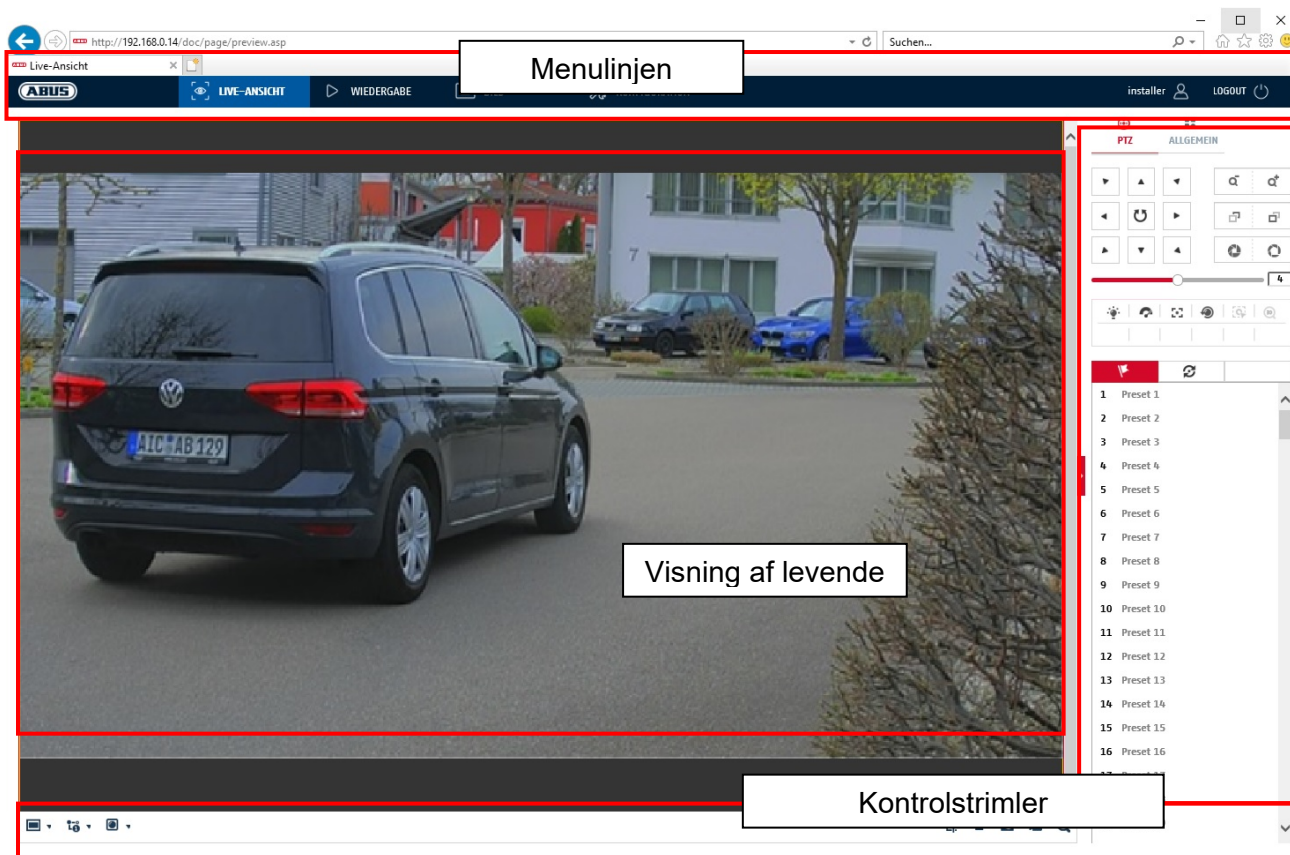 http://192.168.0.14/doc/page/preview.asp
Suchen...
Live-Ansicht
Menulinjen
ABUS
LIVE-ANSICHT
WIEDERGABE
installer
LOGOUT
PTZ
ALLGEMEIN
7
4
AIC AB 129
1 Preset 1
2 Preset 2
3 Preset 3
4 Preset 4
5 Preset 5
6 Preset 6
7 Preset 7
8 Preset 8
9 Preset 9
10 Preset 10
11 Preset 11
12 Preset 12
13 Preset 13
14 Preset 14
15 Preset 15
16 Preset 16
Visning af levende
Kontrolstrimler